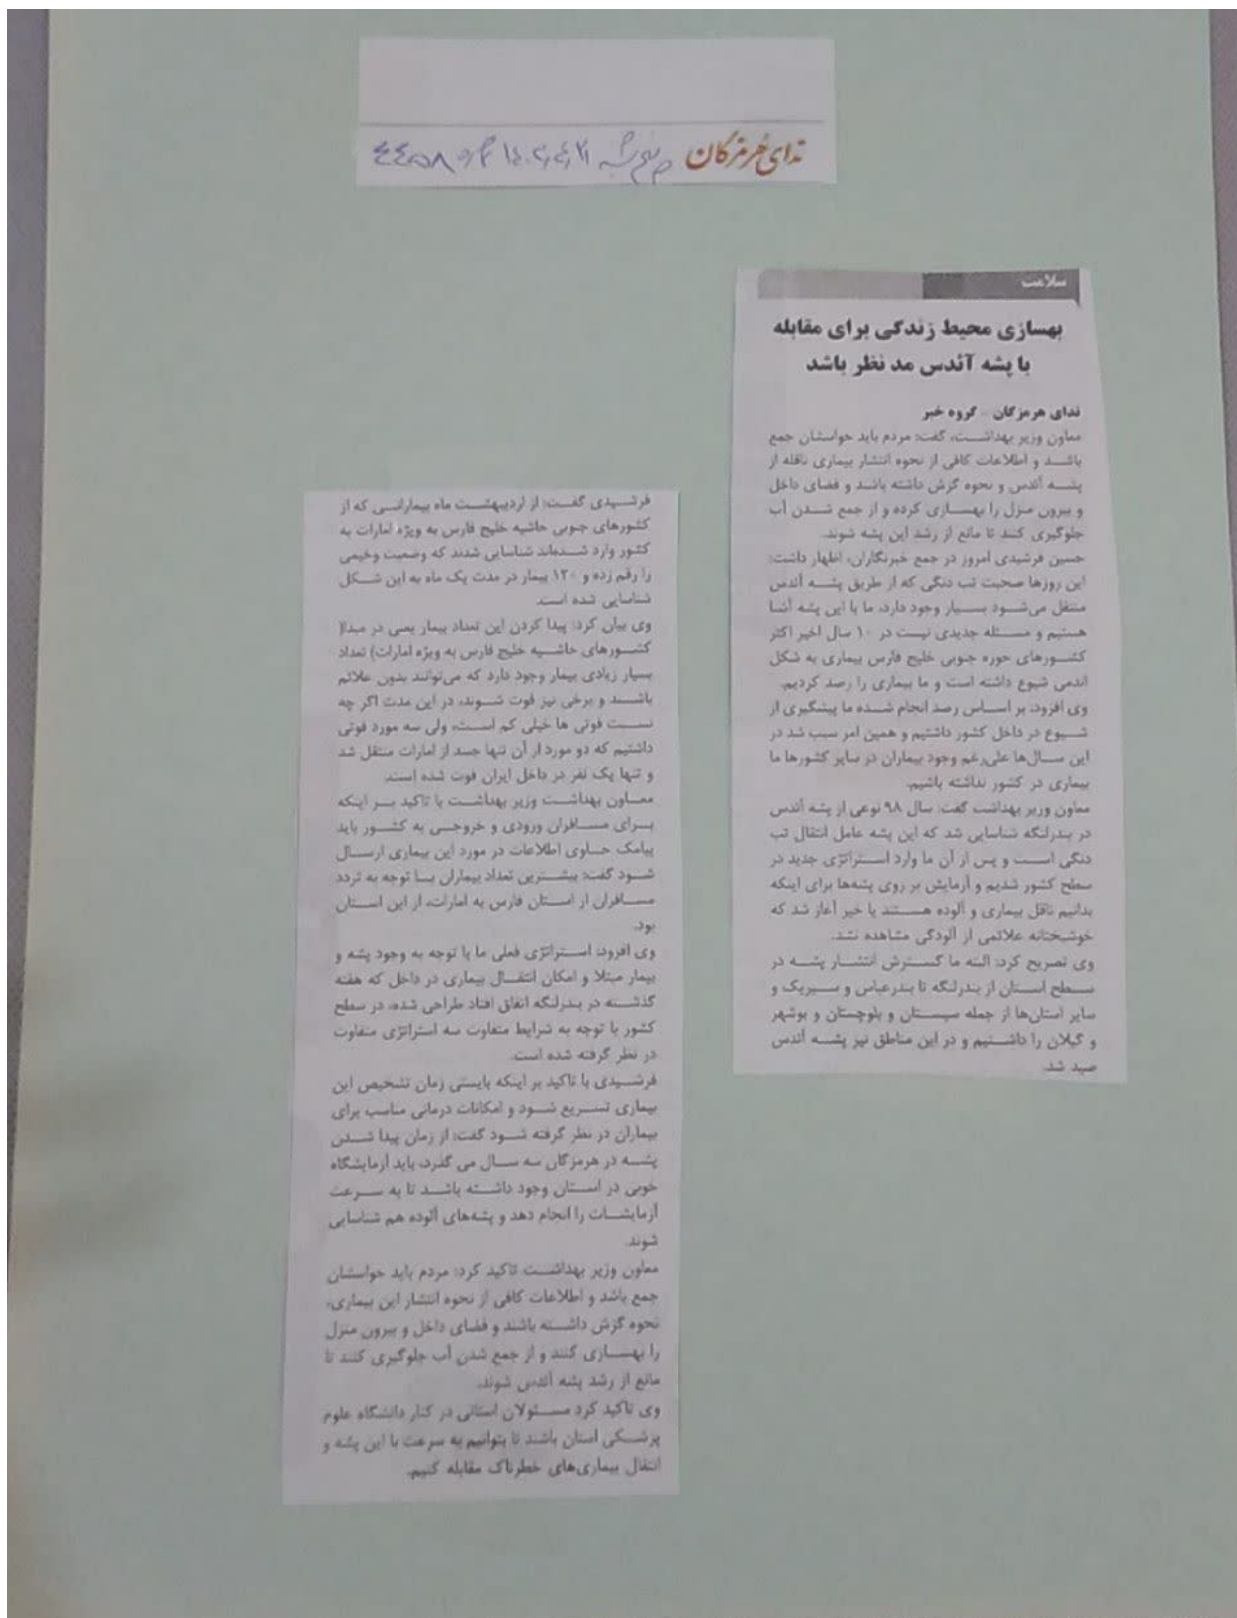 ندای هرمزگان پنج شنبه
سلامت
بهسازی محیط زندگی برای مقابله
با پشه آئدس مد نظر باشد
ندای هرمزگان - گروه خبر
معاون وزیر بهداشت، گفت: مردم باید حواسشان جمع
باشد و اطلاعات کافی از نحوه انتشار بیماری ناقله از
پشه آئدس و نحوه گزش داشته باشد و فضای داخل
و بیرون منزل را بهسازی کرده و از جمع شدن آب
جلوگیری کنند تا مانع از رشد این پشه شوند.
حسین فرشیدی امروز در جمع خبرنگاران، اظهار داشت:
این روزها صحبت تب دنگی که از طریق پشه آئدس
منتقل می‌شود بسیار وجود دارد، ما با این پشه آشنا
هستیم و مسئله جدیدی نیست در ۱۰ سال اخیر اکثر
کشورهای حوزه جنوبی خلیج فارس بیماری به شکل
اندمی شیوع داشته است و ما بیماری را رصد کردیم.
وی افزود: بر اساس رصد انجام شده ما پیشگیری از
شیوع در داخل کشور داشتیم و همین امر سبب شد در
این سال‌ها علی‌رغم وجود بیماران در سایر کشورها ما
بیماری در کشور نداشته باشیم.
معاون وزیر بهداشت گفت: سال ۹۸ نوعی از پشه آئدس
در بندرلنگه شناسایی شد که این پشه عامل انتقال تب
دنگی است و پس از آن ما وارد استراتژی جدید در
سطح کشور شدیم و آزمایش بر روی پشه‌ها برای اینکه
بدانیم ناقل بیماری و آلوده هستند یا خیر آغاز شد که
خوشبختانه علائمی از آلودگی مشاهده نشد.
وی تصریح کرد: البته ما گسترش انتشار پشه در
سطح استان از بندرلنگه تا بندرعباس و سیریک و
سایر استان‌ها از جمله سیستان و بلوچستان و بوشهر
و گیلان را داشتیم و در این مناطق نیز پشه آئدس
صید شد.
فرشیدی گفت: از اردیبهشت ماه بیمارانی که از
کشورهای جنوبی حاشیه خلیج فارس به ویژه امارات به
کشور وارد شده‌اند شناسایی شدند که وضعیت وخیمی
را رقم زده و ۱۲۰ بیمار در مدت یک ماه به این شکل
شناسایی شده است.
وی بیان کرد: پیدا کردن این تعداد بیمار یعنی در مبدا(
کشورهای حاشیه خلیج فارس به ویژه امارات) تعداد
بسیار زیادی بیمار وجود دارد که می‌توانند بدون علائم
باشند و برخی نیز فوت شوند، در این مدت اگر چه
نسبت فوتی ها خیلی کم است، ولی سه مورد فوتی
داشتیم که دو مورد از آن تنها جسد از امارات منتقل شد
و تنها یک نفر در داخل ایران فوت شده است.
معاون بهداشت وزیر بهداشت با تاکید بر اینکه
برای مسافران ورودی و خروجی به کشور باید
پیامک حاوی اطلاعات در مورد این بیماری ارسال
شود گفت: بیشترین تعداد بیماران با توجه به تردد
مسافران از استان فارس به امارات، از این استان
بود.
وی افزود: استراتژی فعلی ما با توجه به وجود پشه و
بیمار مبتلا و امکان انتقال بیماری در داخل که هفته
گذشته در بندرلنگه اتفاق افتاد طراحی شده، در سطح
کشور با توجه به شرایط متفاوت سه استراتژی متفاوت
در نظر گرفته شده است.
فرشیدی با تاکید بر اینکه بایستی زمان تشخیص این
بیماری تسریع شود و امکانات درمانی مناسب برای
بیماران در نظر گرفته شود گفت: از زمان پیدا شدن
پشه در هرمزگان سه سال می گذرد، باید آزمایشگاه
خوبی در استان وجود داشته باشد تا به سرعت
آزمایشات را انجام دهد و پشه‌های آلوده هم شناسایی
شوند.
معاون وزیر بهداشت تاکید کرد: مردم باید حواسشان
جمع باشد و اطلاعات کافی از نحوه انتشار این بیماری،
نحوه گزش داشته باشند و فضای داخل و بیرون منزل
را بهسازی کنند و از جمع شدن آب جلوگیری کنند تا
مانع از رشد پشه آئدس شوند.
وی تاکید کرد مسئولان استانی در کنار دانشگاه علوم
پزشکی استان باشند تا بتوانیم به سرعت با این پشه و
انتقال بیماری‌های خطرناک مقابله کنیم.